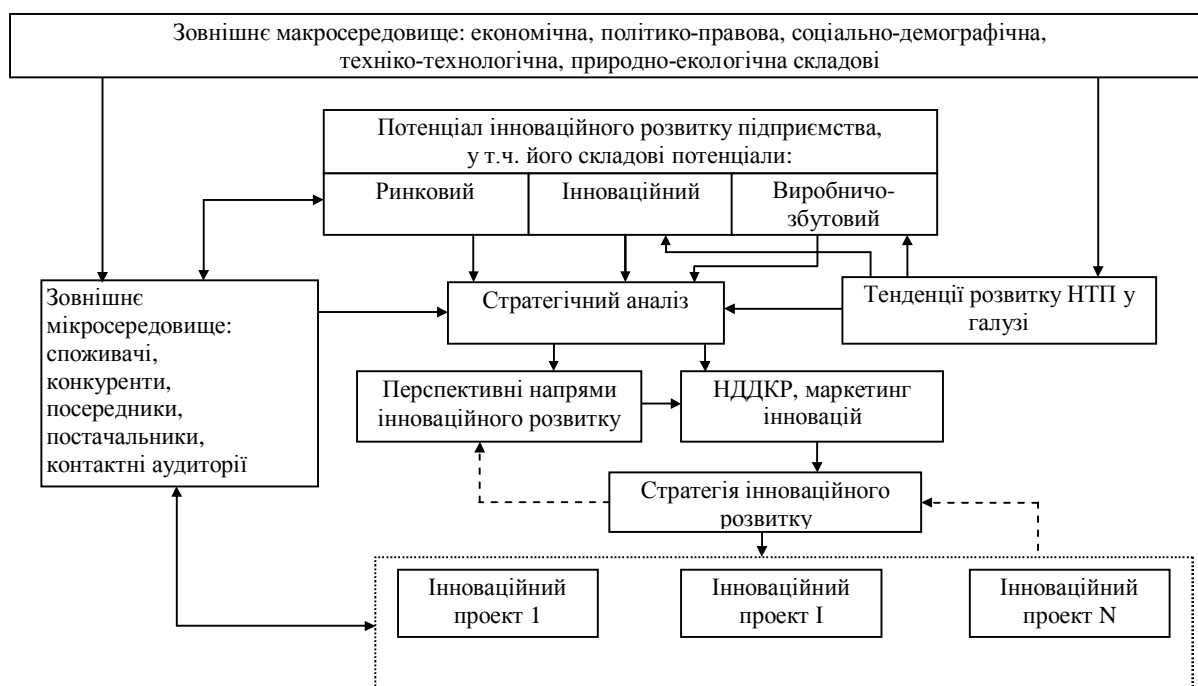 Зовнішнє макросередовище: економічна, політико-правова, соціально-демографічна,
техніко-технологічна, природно-екологічна складові
Потенціал інноваційного розвитку підприємства,
у т.ч. його складові потенціали:
Ринковий
Інноваційний
Виробничо-
збутовий
Зовнішнє
мікросередовище:
споживачі,
конкуренти,
посередники,
постачальники,
контактні аудиторії
Стратегічний аналіз
Тенденції розвитку НТП у
галузі
Перспективні напрями
інноваційного розвитку
НДДКР, маркетинг
інновацій
Стратегія інноваційного
розвитку
Інноваційний
проект 1
Інноваційний
проект I
Інноваційний
проект N